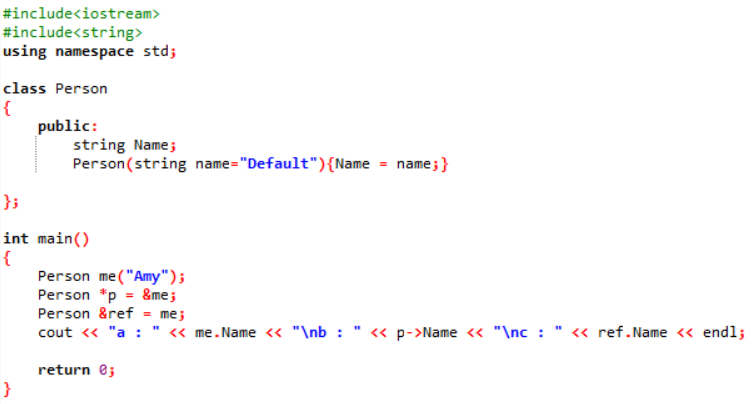 #include<iostream>
#include<string>
using namespace std;
class Person
{
public:
string Name;
Person(string name="Default"){Name = name;}
};
int main()
{
Person me("Amy");
Person *p = &me;
Person &ref = me;
cout << "a : " << me.Name << "\nb : " << p->Name << "\nc : " << ref.Name << endl;
return 0;
}